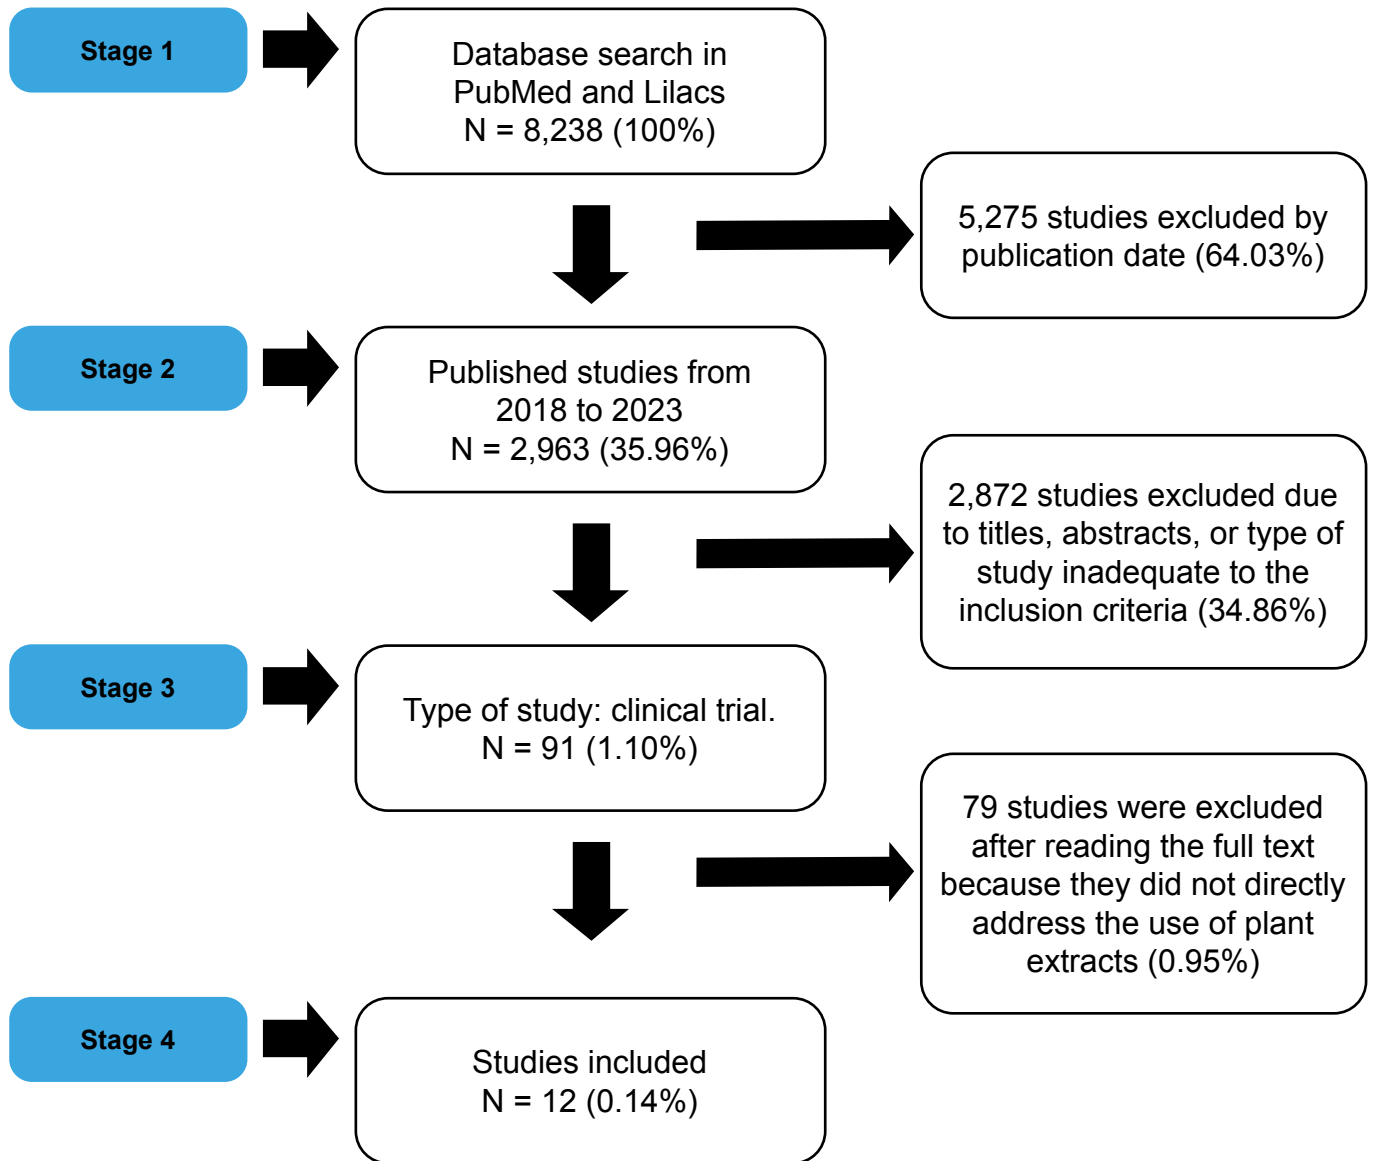 Stage 1
Database search in
PubMed and Lilacs
N = 8,238 (100%)
5,275 studies excluded by
publication date (64.03%)
Stage 2
Published studies from
2018 to 2023
N = 2,963 (35.96%)
2,872 studies excluded due
to titles, abstracts, or type of
study inadequate to the
inclusion criteria (34.86%)
Stage 3
Type of study: clinical trial.
N = 91 (1.10%)
79 studies were excluded
after reading the full text
because they did not directly
address the use of plant
extracts (0.95%)
Stage 4
Studies included
N = 12 (0.14%)